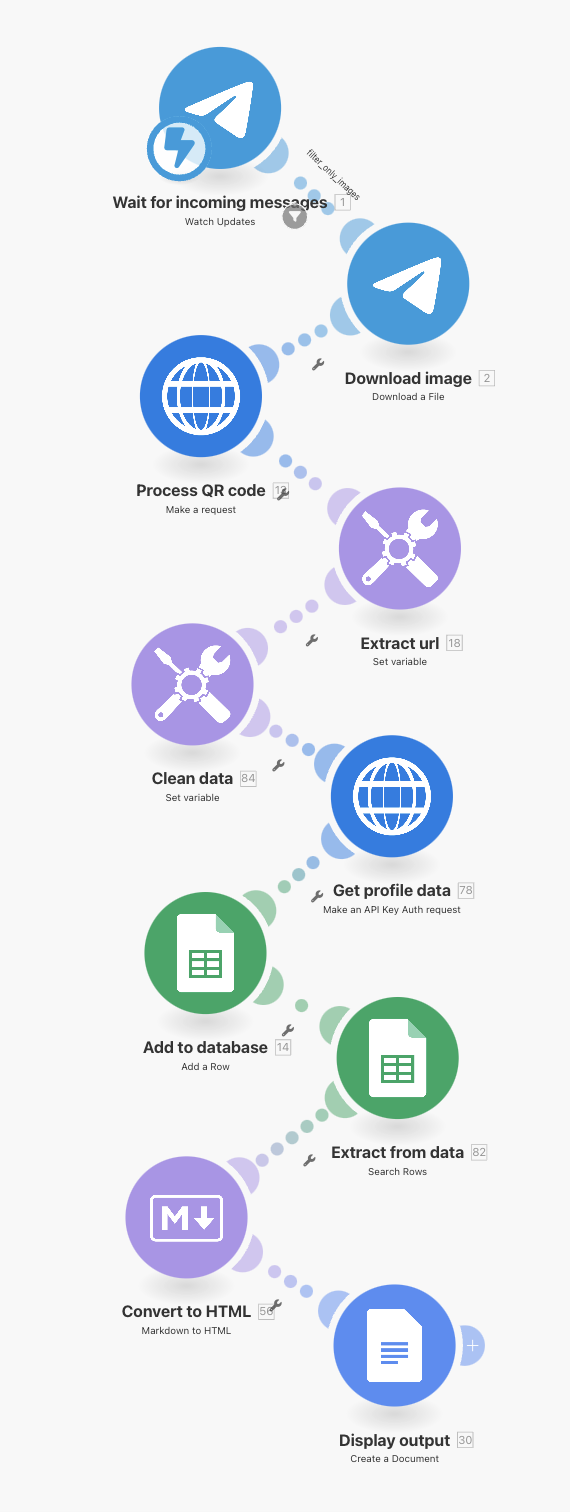 filter_only_images
Wait for incoming messages 1
Watch Updates
Download image 2
Download a File
Process QR code
Make a request
Extract url 18
Set variable
Clean data 84
Set variable
Get profile data 78
Make an API Key Auth request
Add to database 14
Add a Row
Extract from data 82
Search Rows
M
Convert to HTML
Markdown to HTML
Display output 30
Create a Document